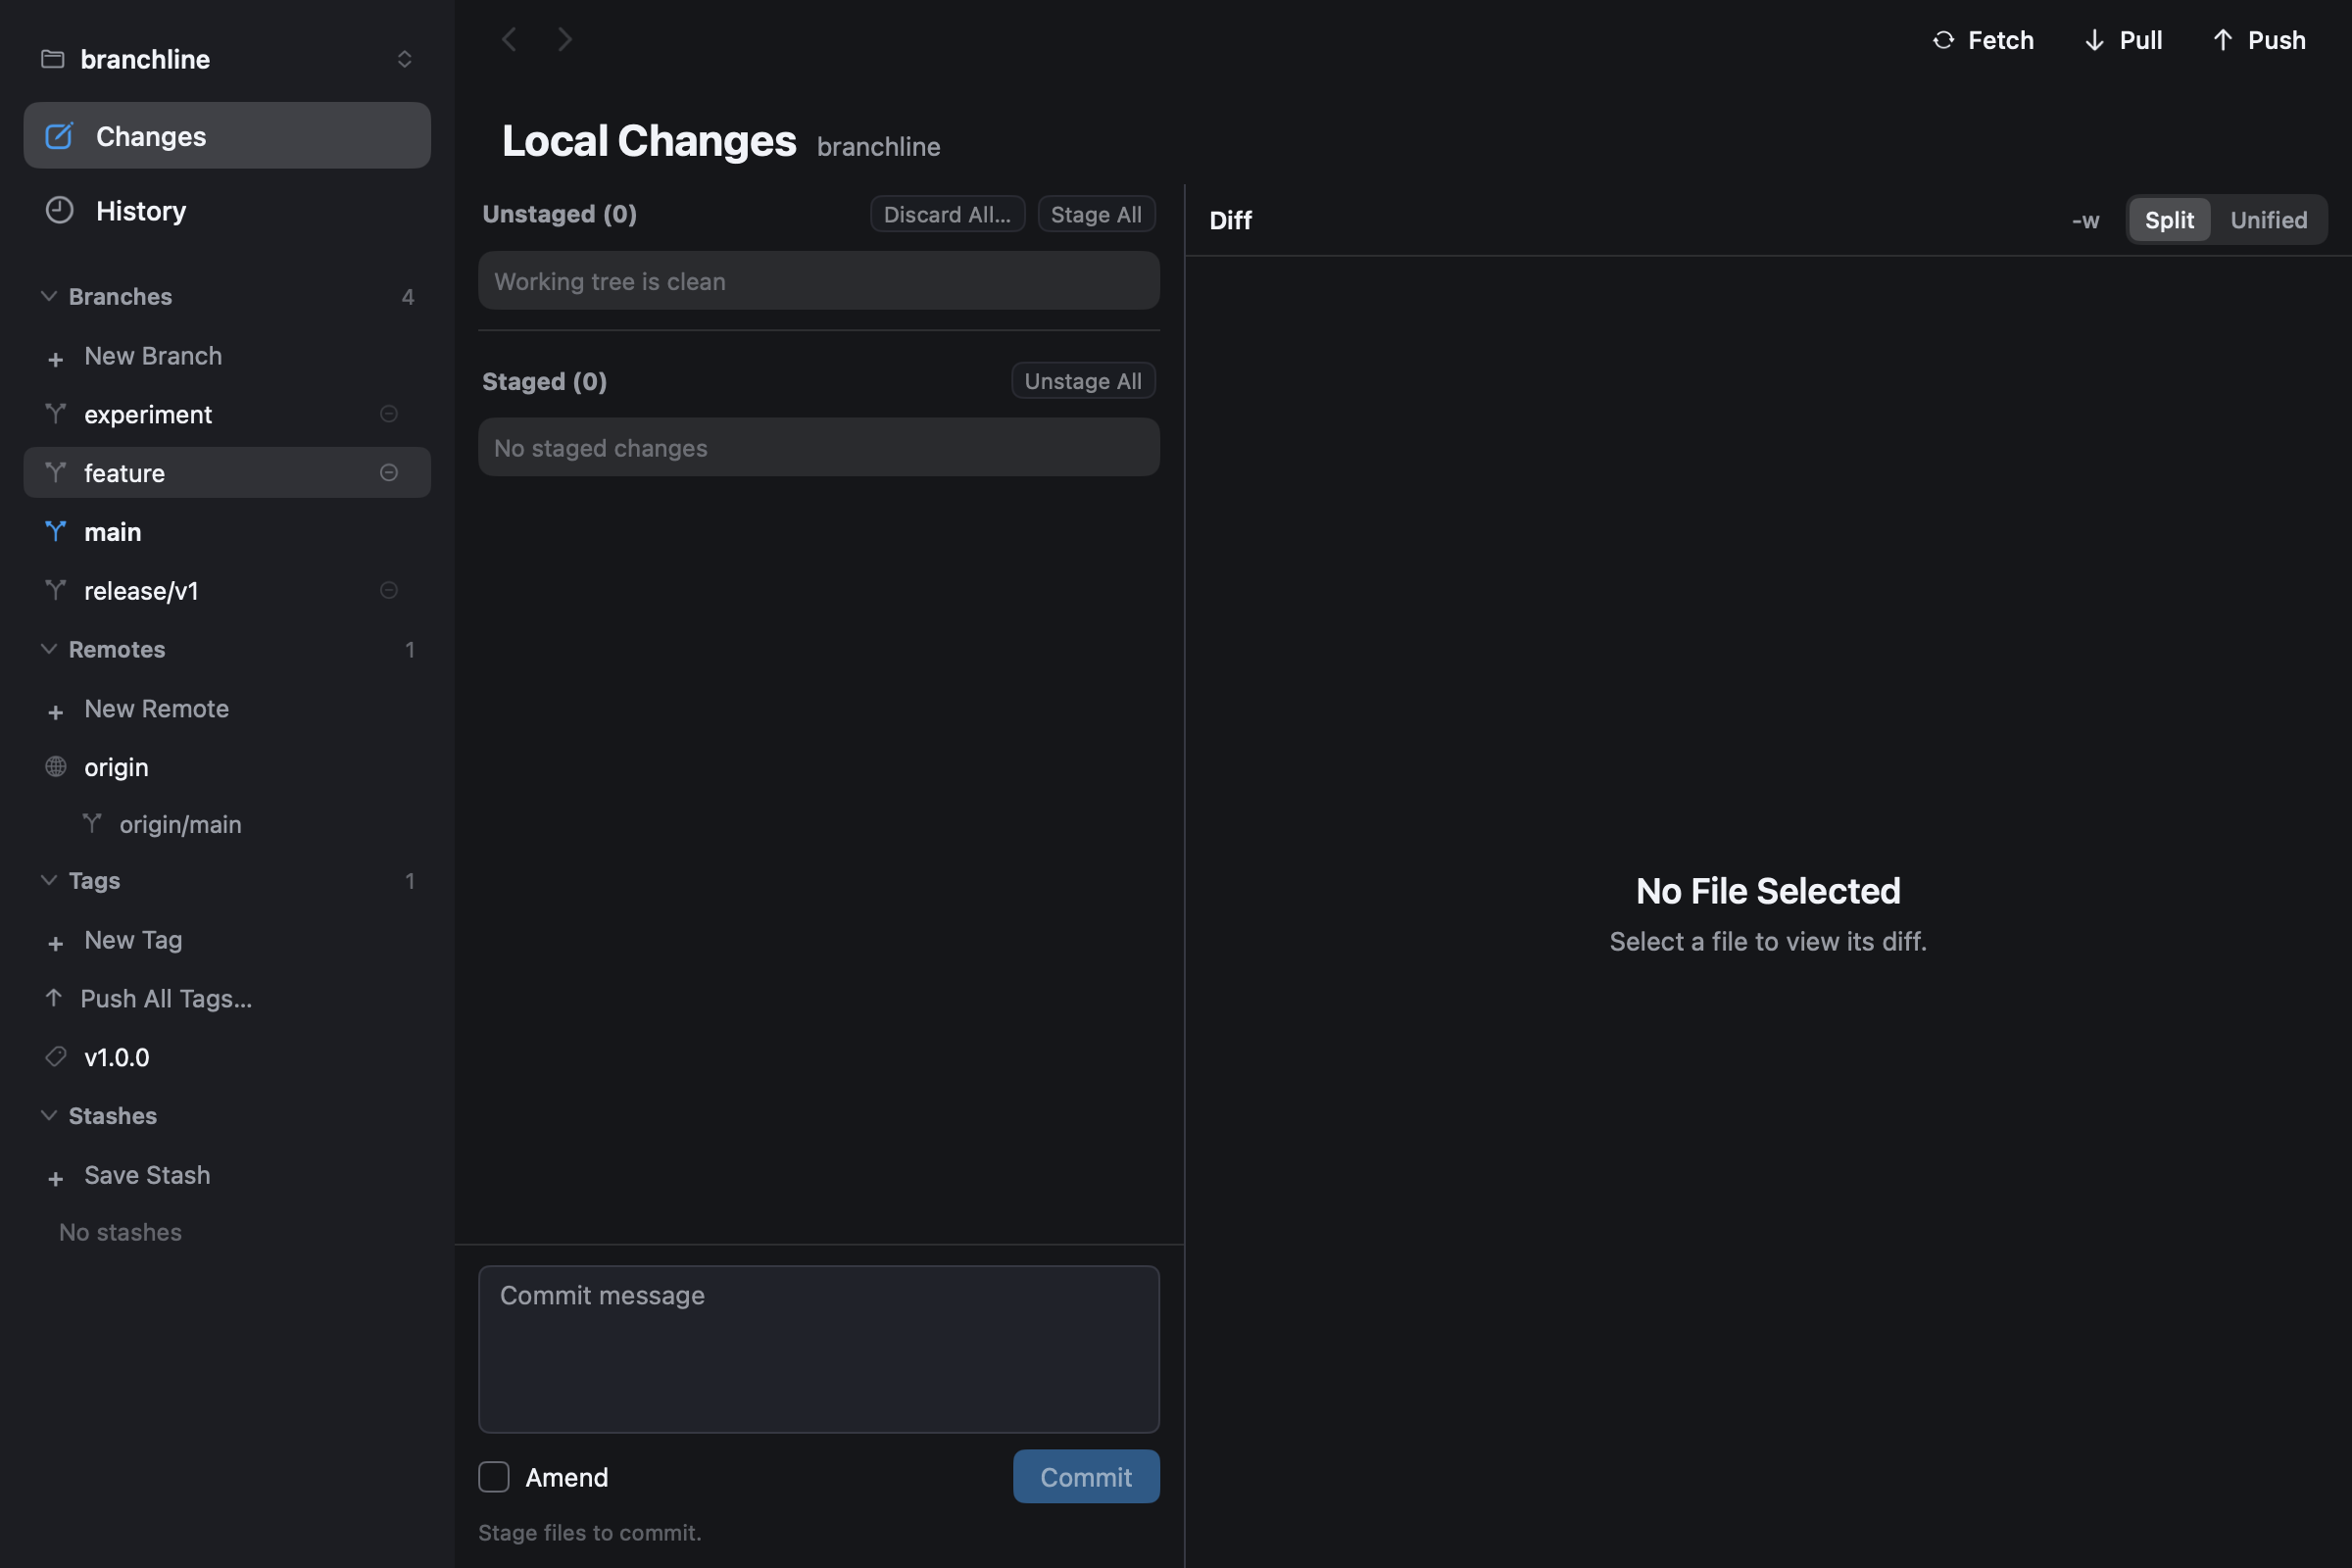 branchline
Changes
History
Branches 4
New Branch
experiment
feature
main
release/v1
Remotes 1
New Remote
origin
origin/main
Tags 1
New Tag
Push All Tags...
v1.0.0
Stashes
Save Stash
No stashes
Fetch Pull Push
Local Changes branchline
Unstaged (0) Discard All... Stage All
Working tree is clean
Staged (0) Unstage All
No staged changes
Commit message
Amend Commit
Stage files to commit.
Diff -w Split Unified
No File Selected
Select a file to view its diff.